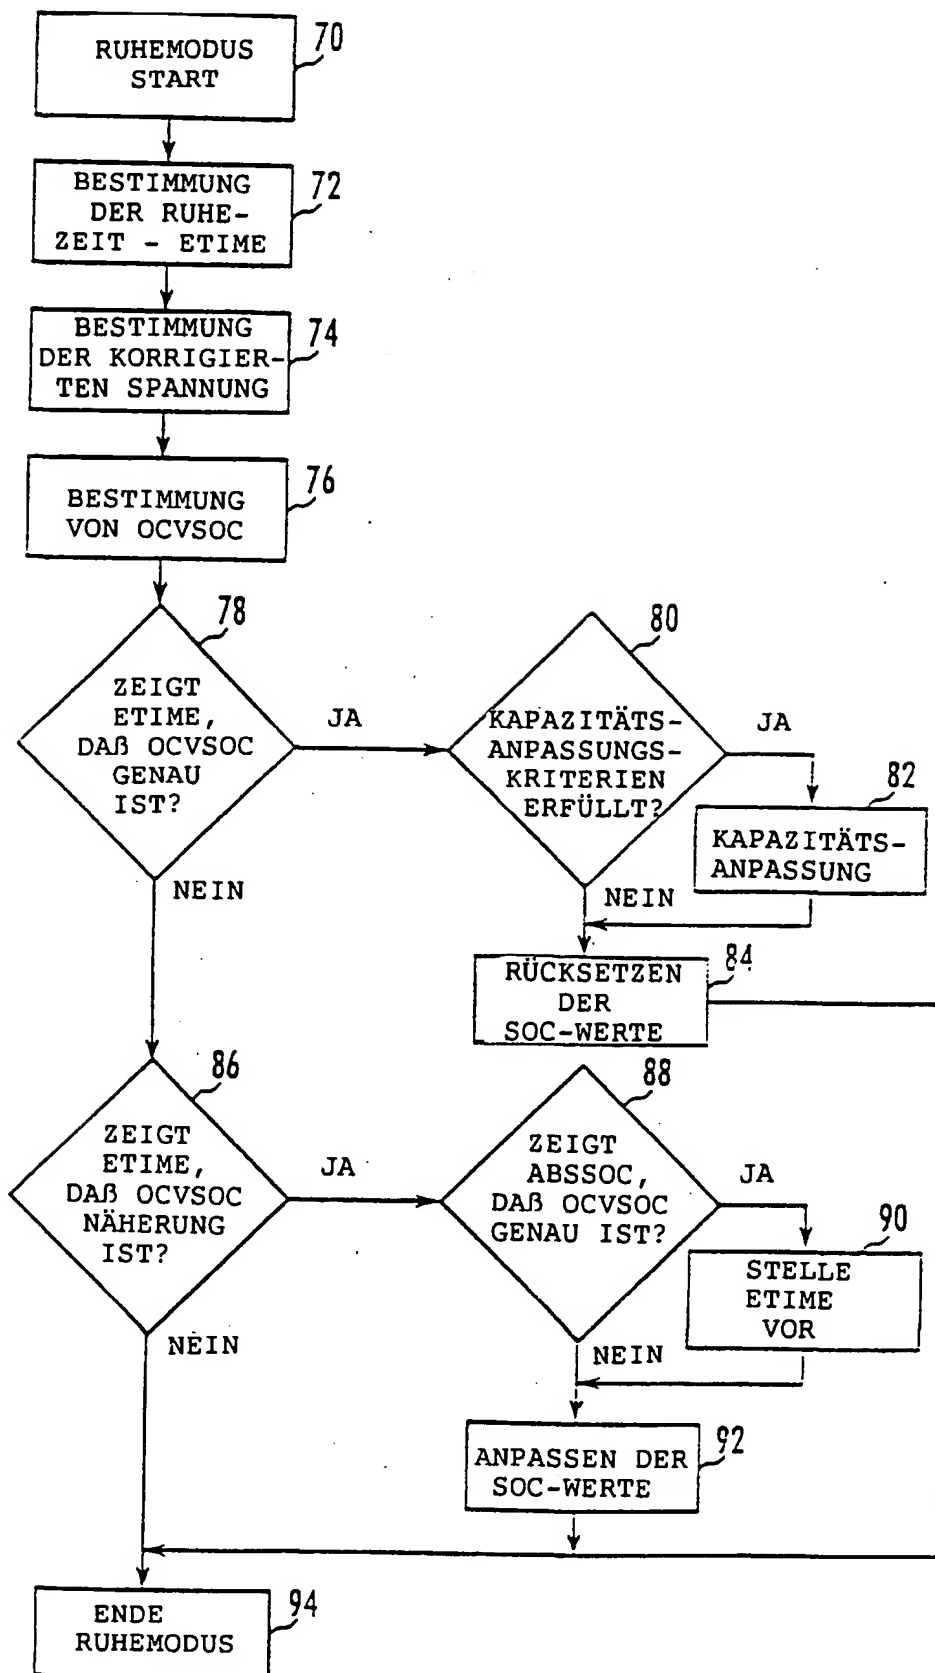 RUHEMODUS
START
70
BESTIMMUNG
DER RUHE-
ZEIT - ETIME
72
BESTIMMUNG
DER KORRIGIER-
TEN SPANNUNG
74
BESTIMMUNG
VON OCVSOC
76
78
ZEIGT
ETIME,
DAß OCVSOC
GENAU
IST?
JA
NEIN
80
KAPAZITÄTS-
ANPASSUNGS-
KRITERIEN
ERFÜLLT?
JA
NEIN
82
KAPAZITÄTS-
ANPASSUNG
84
RÜCKSETZEN
DER
SOC-WERTE
86
ZEIGT
ETIME,
DAß OCVSOC
NÄHERUNG
IST?
JA
NEIN
88
ZEIGT
ABSSOC,
DAß OCVSOC
GENAU IST?
JA
NEIN
90
STELLE
ETIME
VOR
92
ANPASSEN DER
SOC-WERTE
ENDE
RUHEMODUS
94